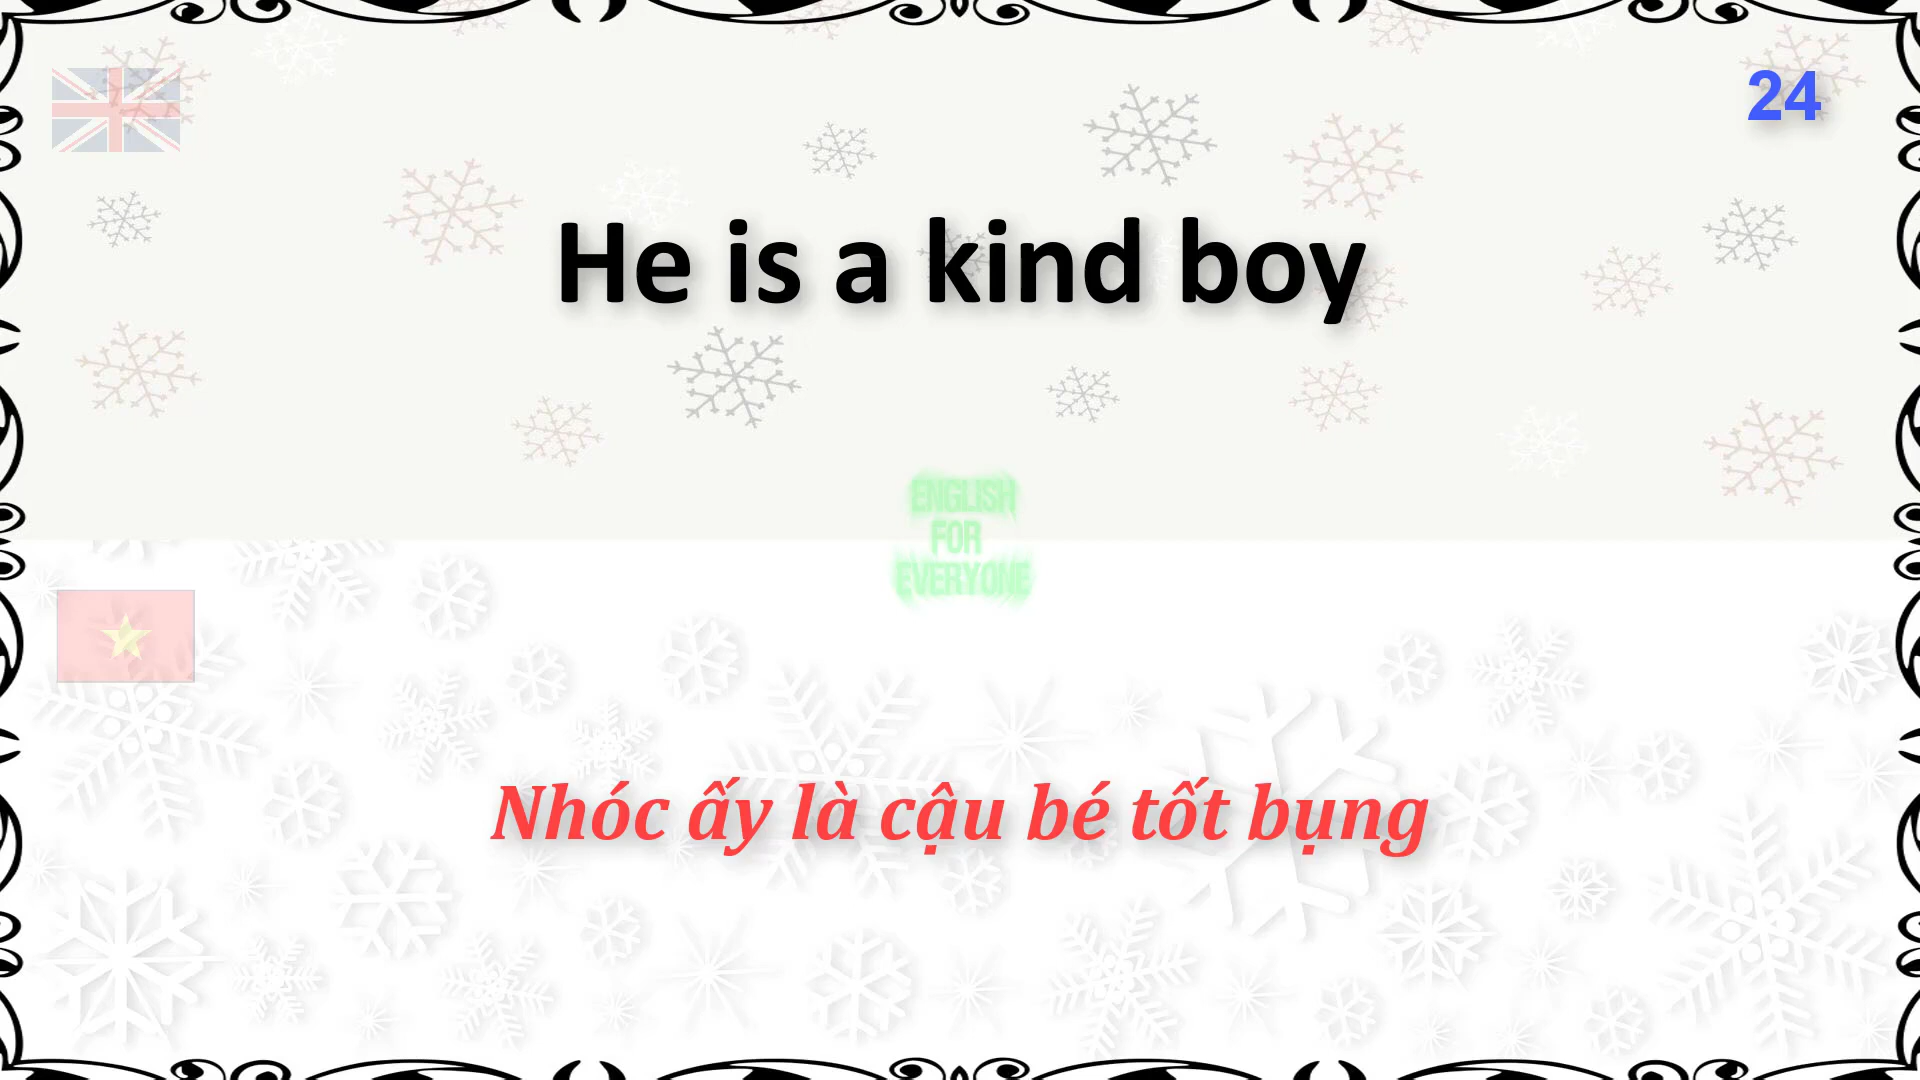 24
He is a kind boy
ENGLISH
FOR
EVERYONE
Nhóc ấy là cậu bé tốt bụng